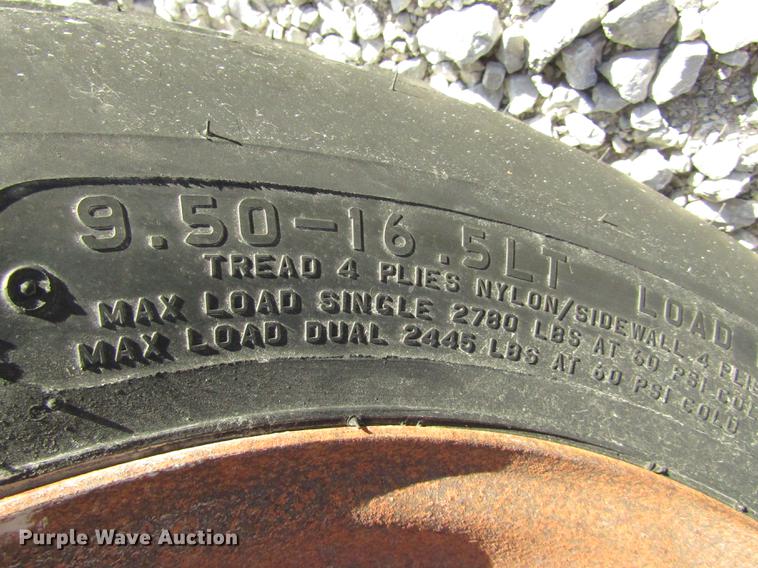 9.50-16.5LT LOAD
TREAD 4 PLIES NYLON/SIDEWALL 4 PLIES
MAX LOAD SINGLE 2780 LBS AT 60 PSI COLD
MAX LOAD DUAL 2445 LBS AT 60 PSI COLD
Purple Wave Auction